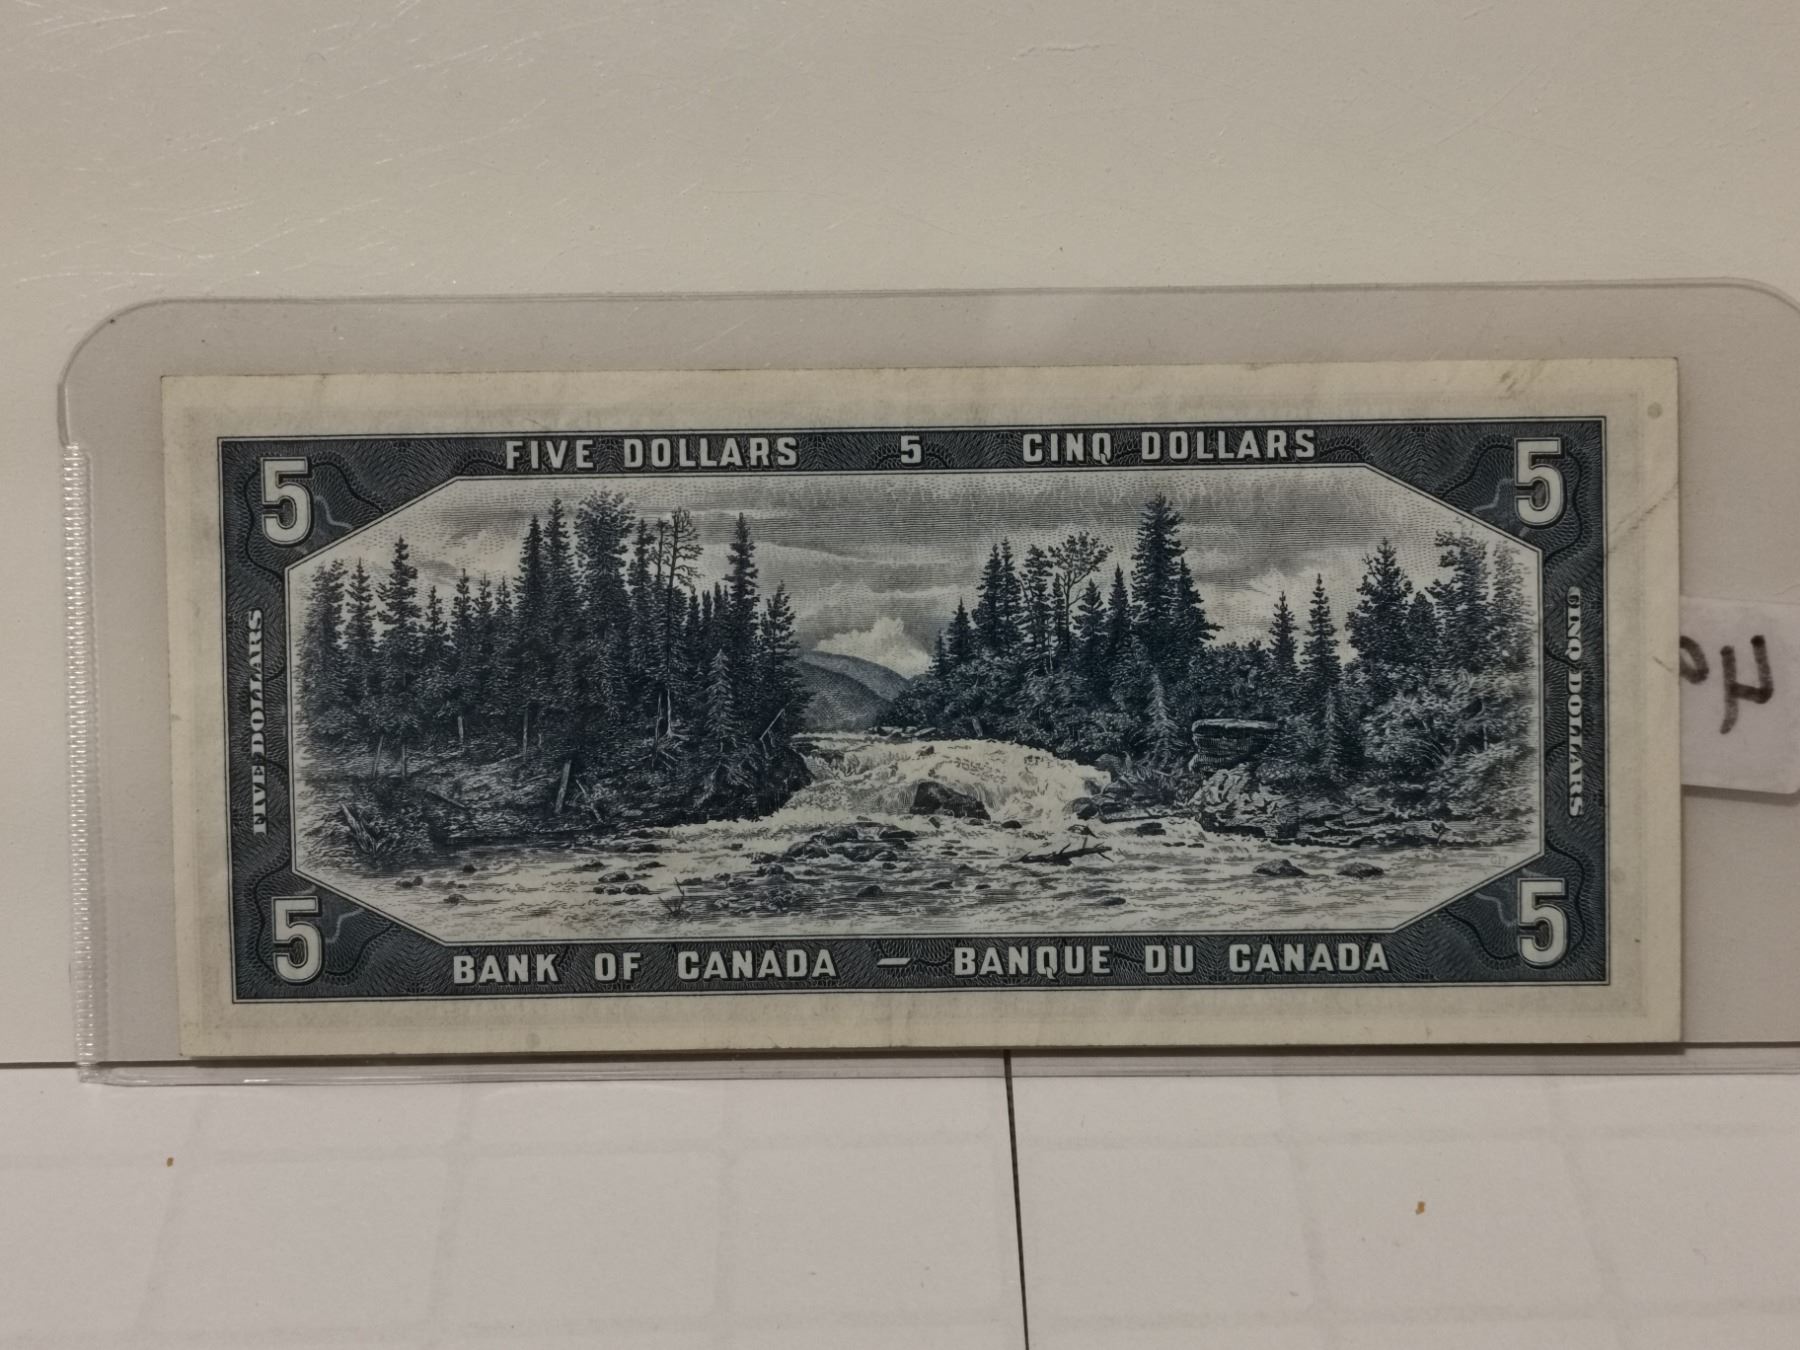 FIVE DOLLARS 5 CINQ DOLLARS
5 5
FIVE DOLLARS
CINQ DOLLARS
5 5
BANK OF CANADA — BANQUE DU CANADA